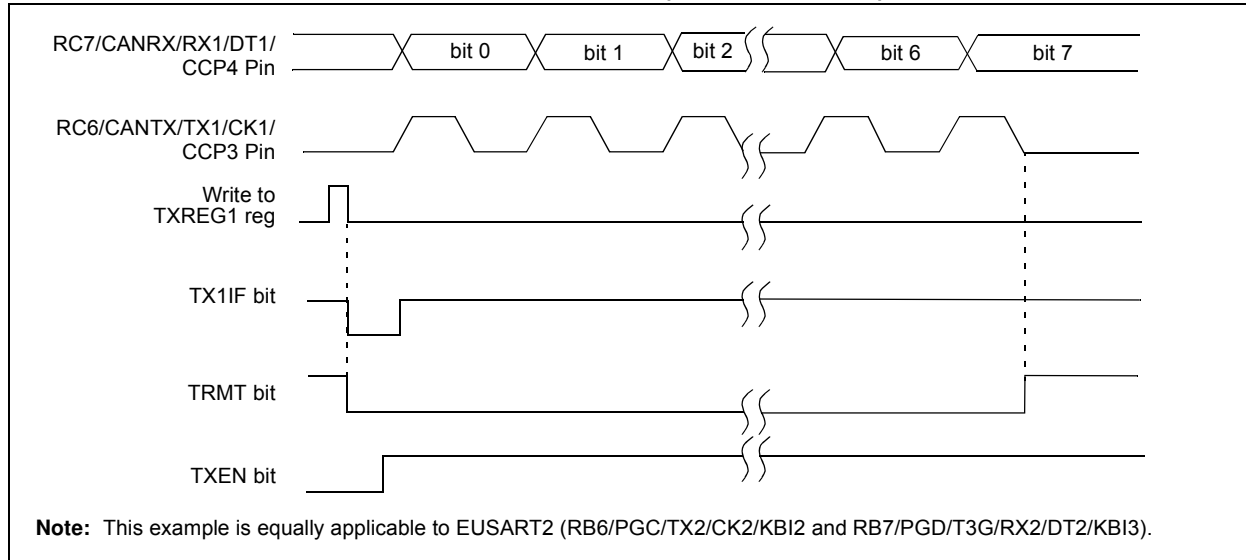 RC7/CANRX/RX1/DT1/
CCP4 Pin
bit 0 bit 1 bit 2 bit 6 bit 7
RC6/CANTX/TX1/CK1/
CCP3 Pin
Write to
TXREG1 reg
TX1IF bit
TRMT bit
TXEN bit
Note: This example is equally applicable to EUSART2 (RB6/PGC/TX2/CK2/KBI2 and RB7/PGD/T3G/RX2/DT2/KBI3).